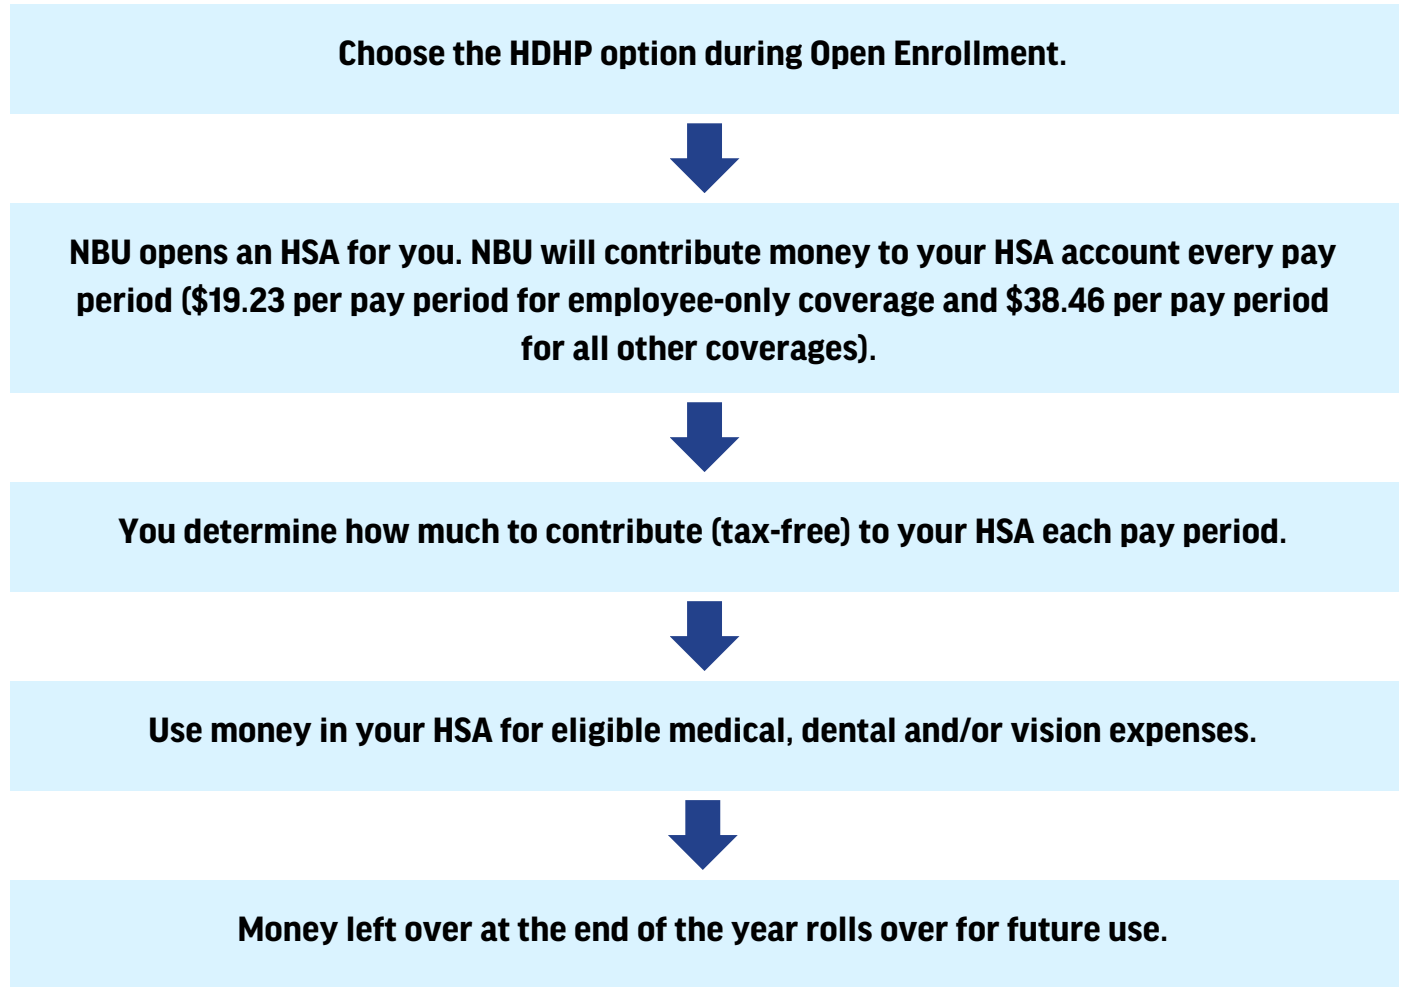 Choose the HDHP option during Open Enrollment.
NBU opens an HSA for you. NBU will contribute money to your HSA account every pay
period ($19.23 per pay period for employee-only coverage and $38.46 per pay period
for all other coverages).
You determine how much to contribute (tax-free) to your HSA each pay period.
Use money in your HSA for eligible medical, dental and/or vision expenses.
Money left over at the end of the year rolls over for future use.